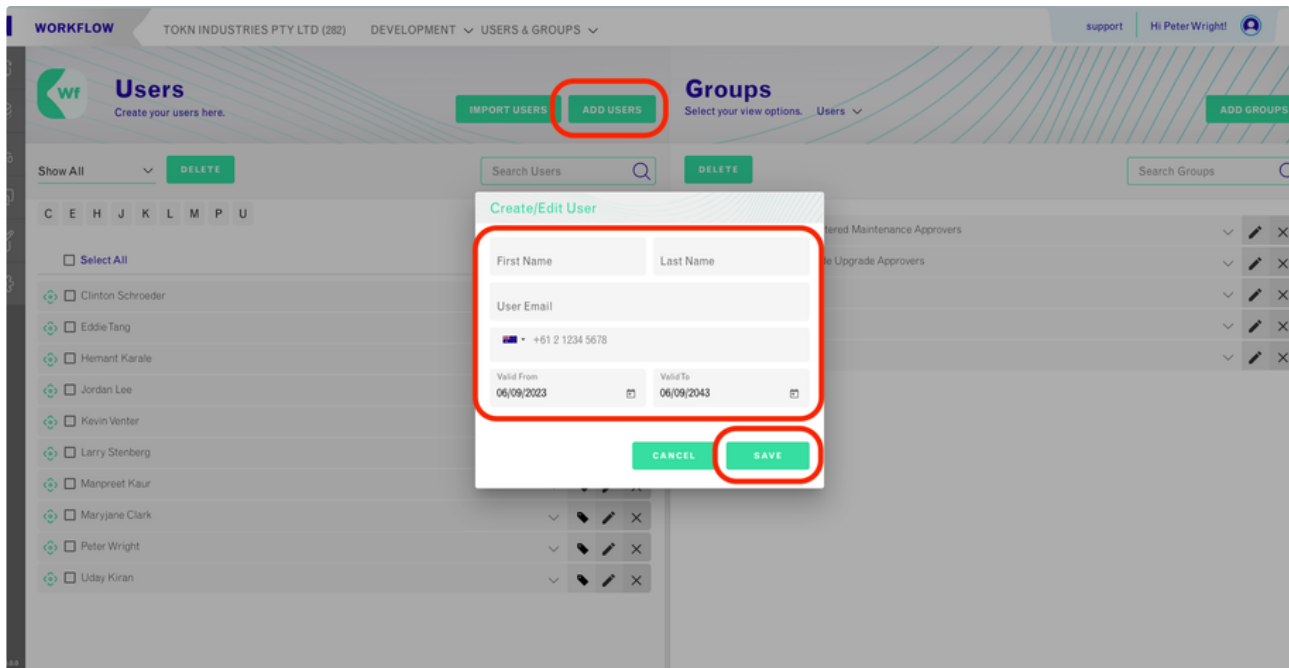 WORKFLOW TOKN INDUSTRIES PTY LTD (282) DEVELOPMENT USERS & GROUPS support Hi Peter Wright!
Wf
Users
Create your users here.
IMPORT USERS ADD USERS
Groups
Select your view options. Users
ADD GROUPS
Show All DELETE Search Users
DELETE Search Groups
C E H J K L M P U
Select All
Clinton Schroeder
Eddie Tang
Hemant Karale
Jordan Lee
Kevin Venter
Larry Stenberg
Manpreet Kaur
Maryjane Clark
Peter Wright
Uday Kiran
Create/Edit User
First Name Last Name
User Email
+61 2 1234 5678
Valid From Valid To
06/09/2023 06/09/2043
CANCEL SAVE
Maintenance Approvers
Upgrade Approvers